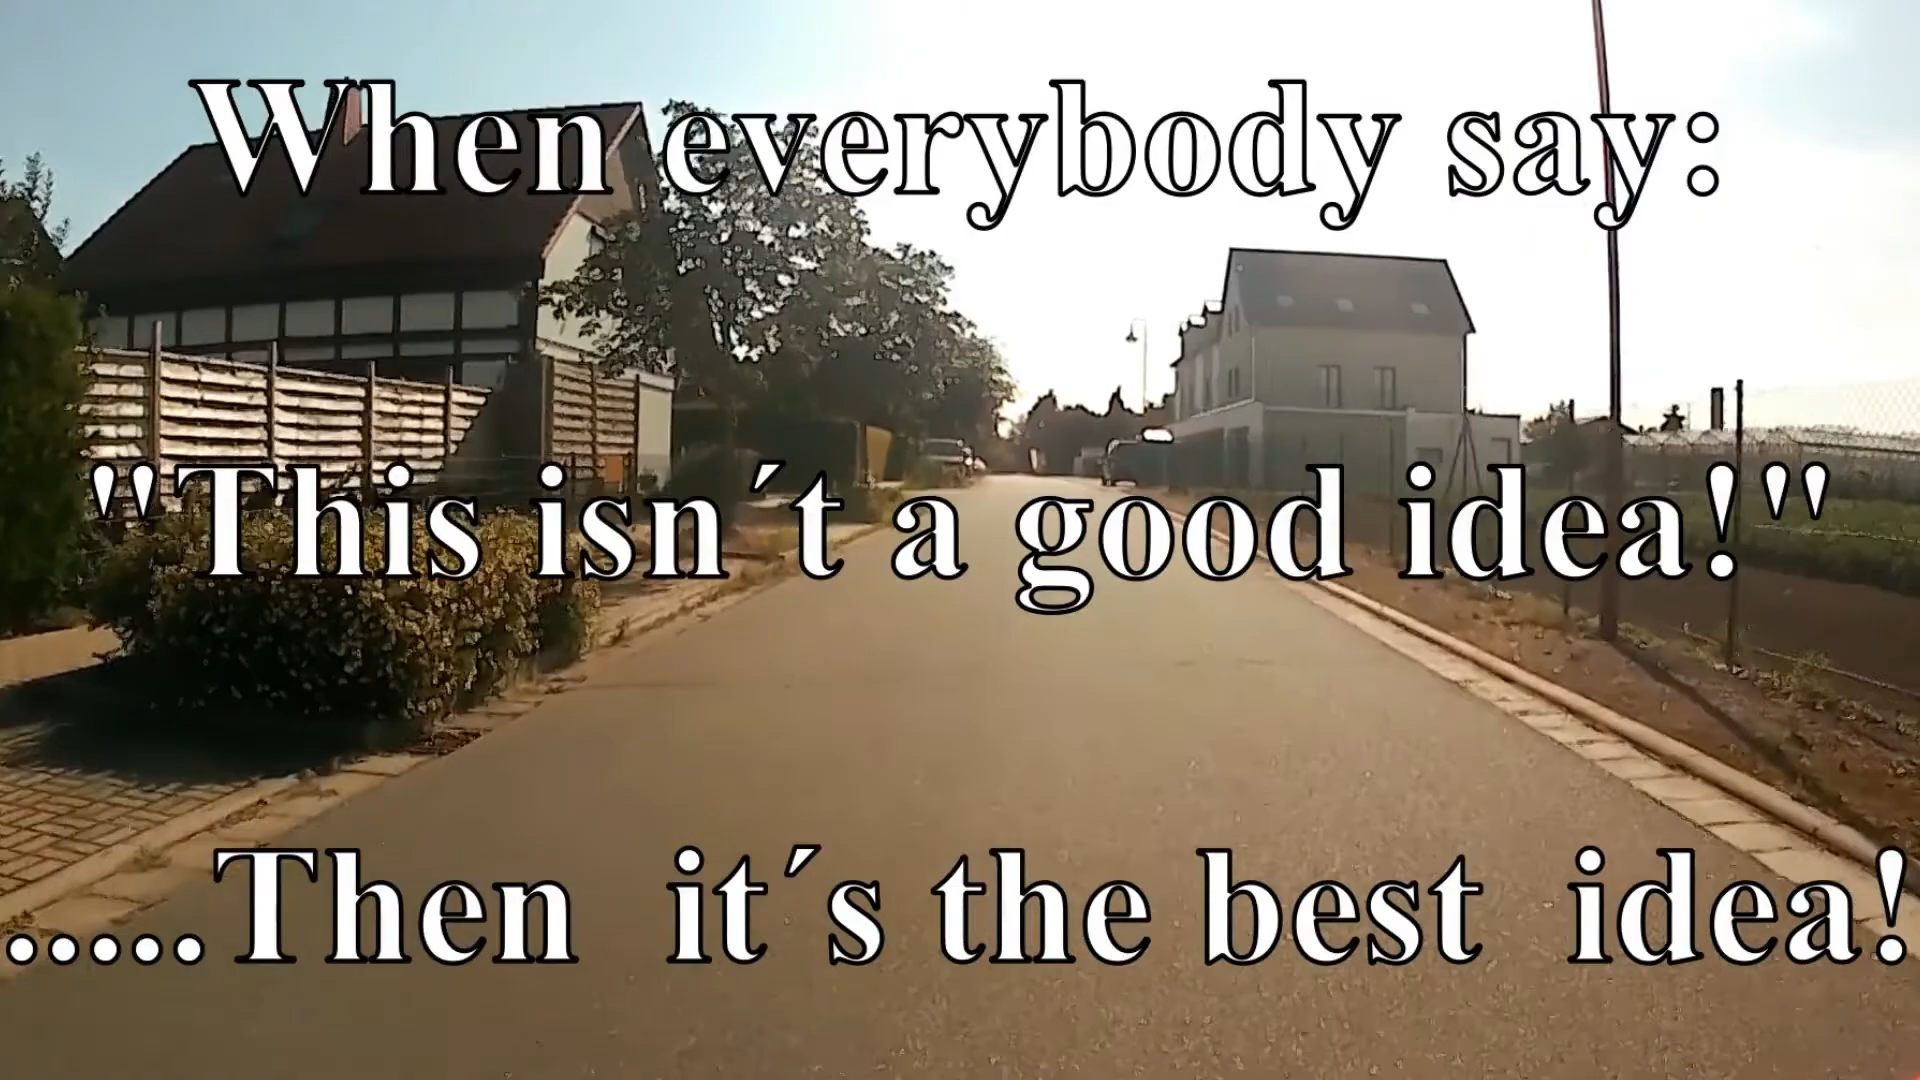 When everybody say:
"This isn´t a good idea!"
.....Then it´s the best idea!